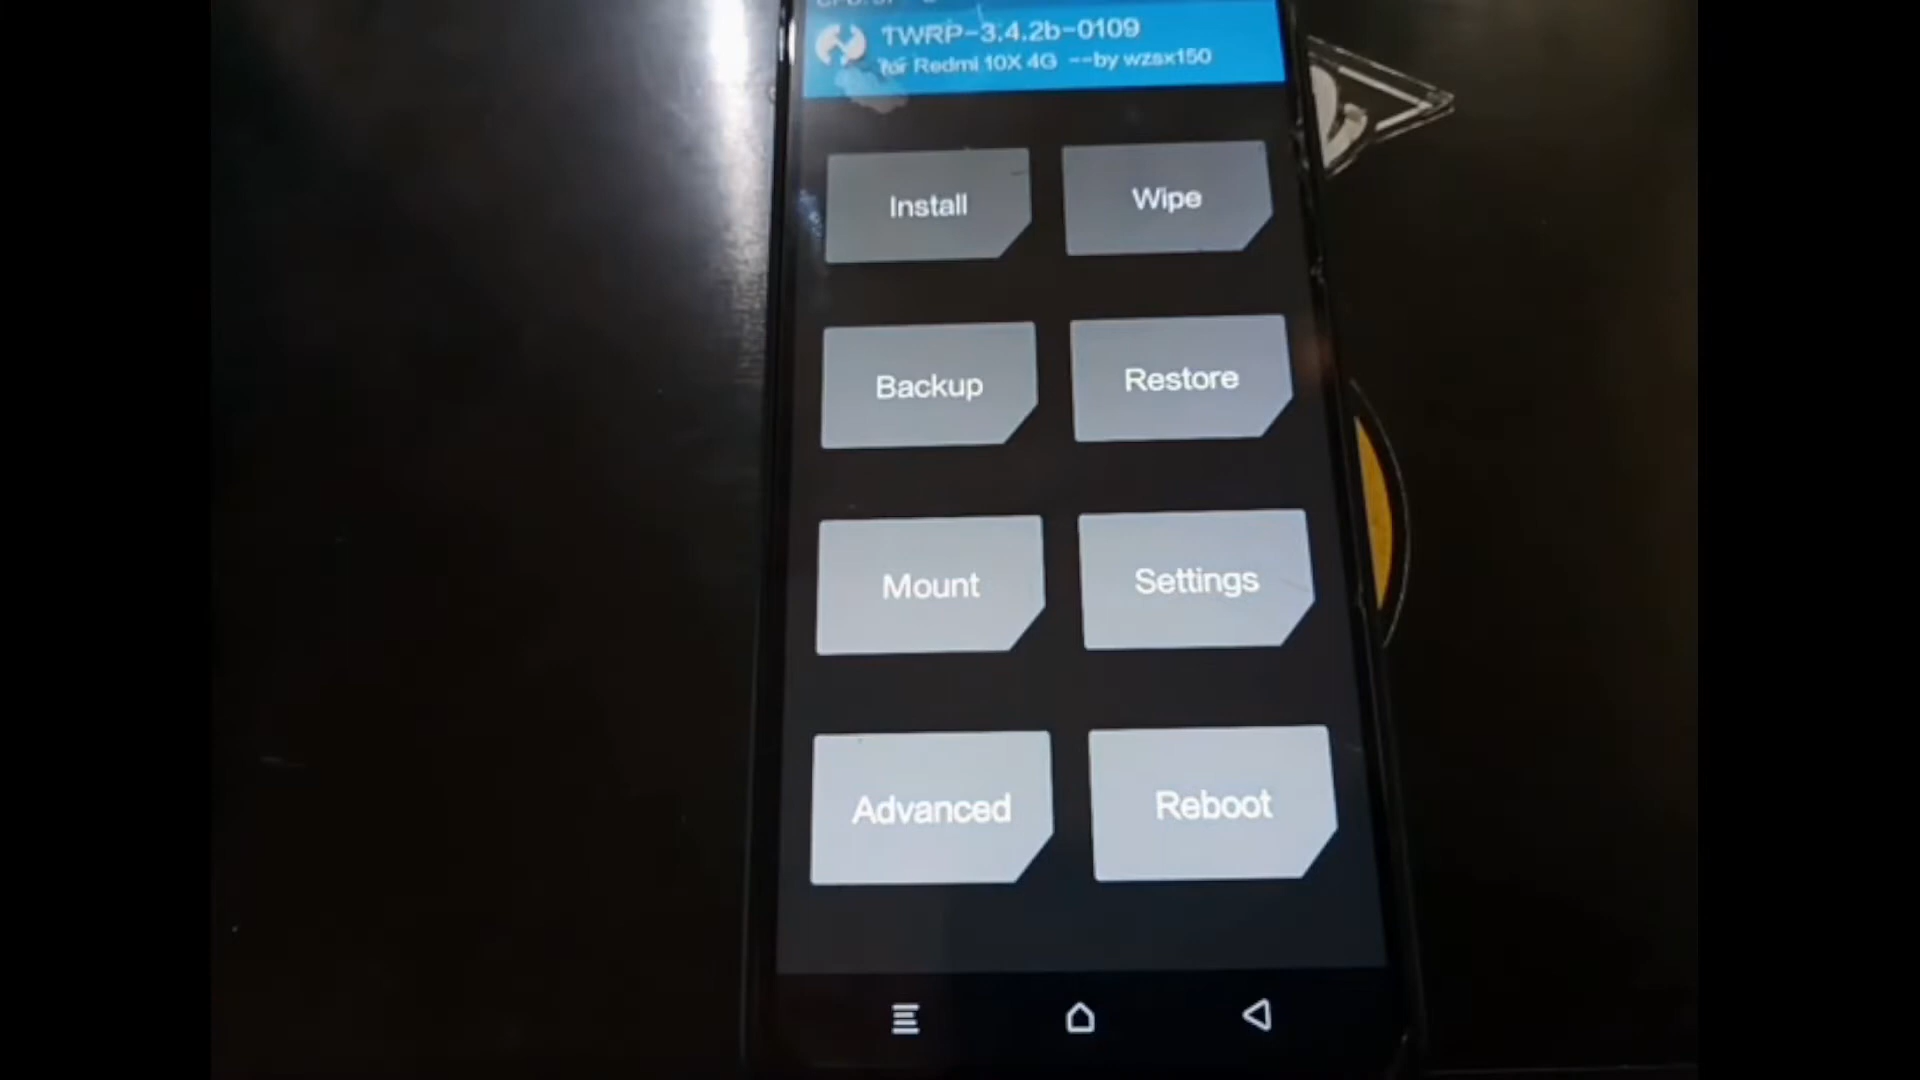 TWRP-3.4.2b-0109
for Redmi 10X 4G --by wzsx150
Install
Wipe
Backup
Restore
Mount
Settings
Advanced
Reboot